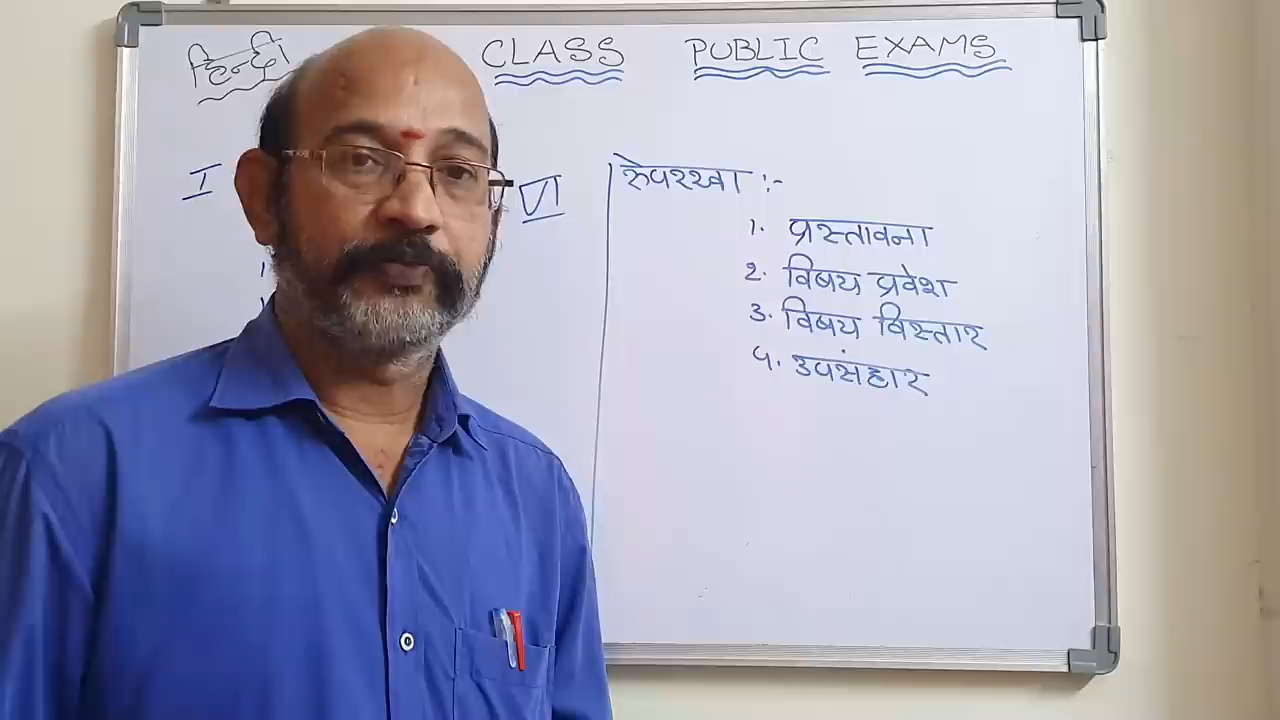 हिन्दी CLASS PUBLIC EXAMS
I VI
रुपरेखा :-
1. प्रस्तावना
2. विषय प्रवेश
3. विषय विस्तार
4. उपसंहार